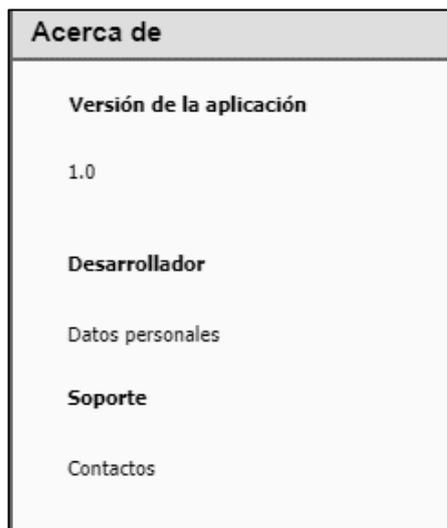 Acerca de
Versión de la aplicación
1.0
Desarrollador
Datos personales
Soporte
Contactos